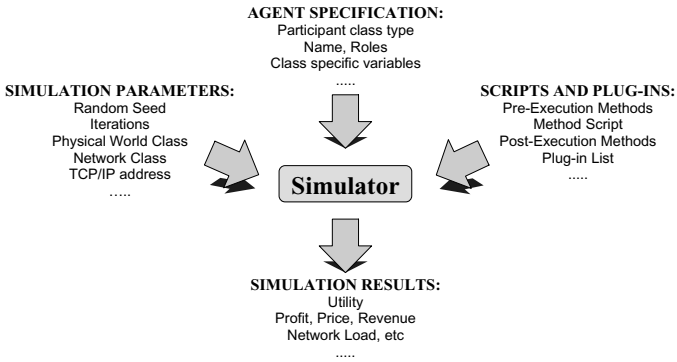 AGENT SPECIFICATION:
Participant class type
Name, Roles
Class specific variables
.....
SIMULATION PARAMETERS:
Random Seed
Iterations
Physical World Class
Network Class
TCP/IP address
.....
SCRIPTS AND PLUG-INS:
Pre-Execution Methods
Method Script
Post-Execution Methods
Plug-in List
.....
Simulator
SIMULATION RESULTS:
Utility
Profit, Price, Revenue
Network Load, etc
.....